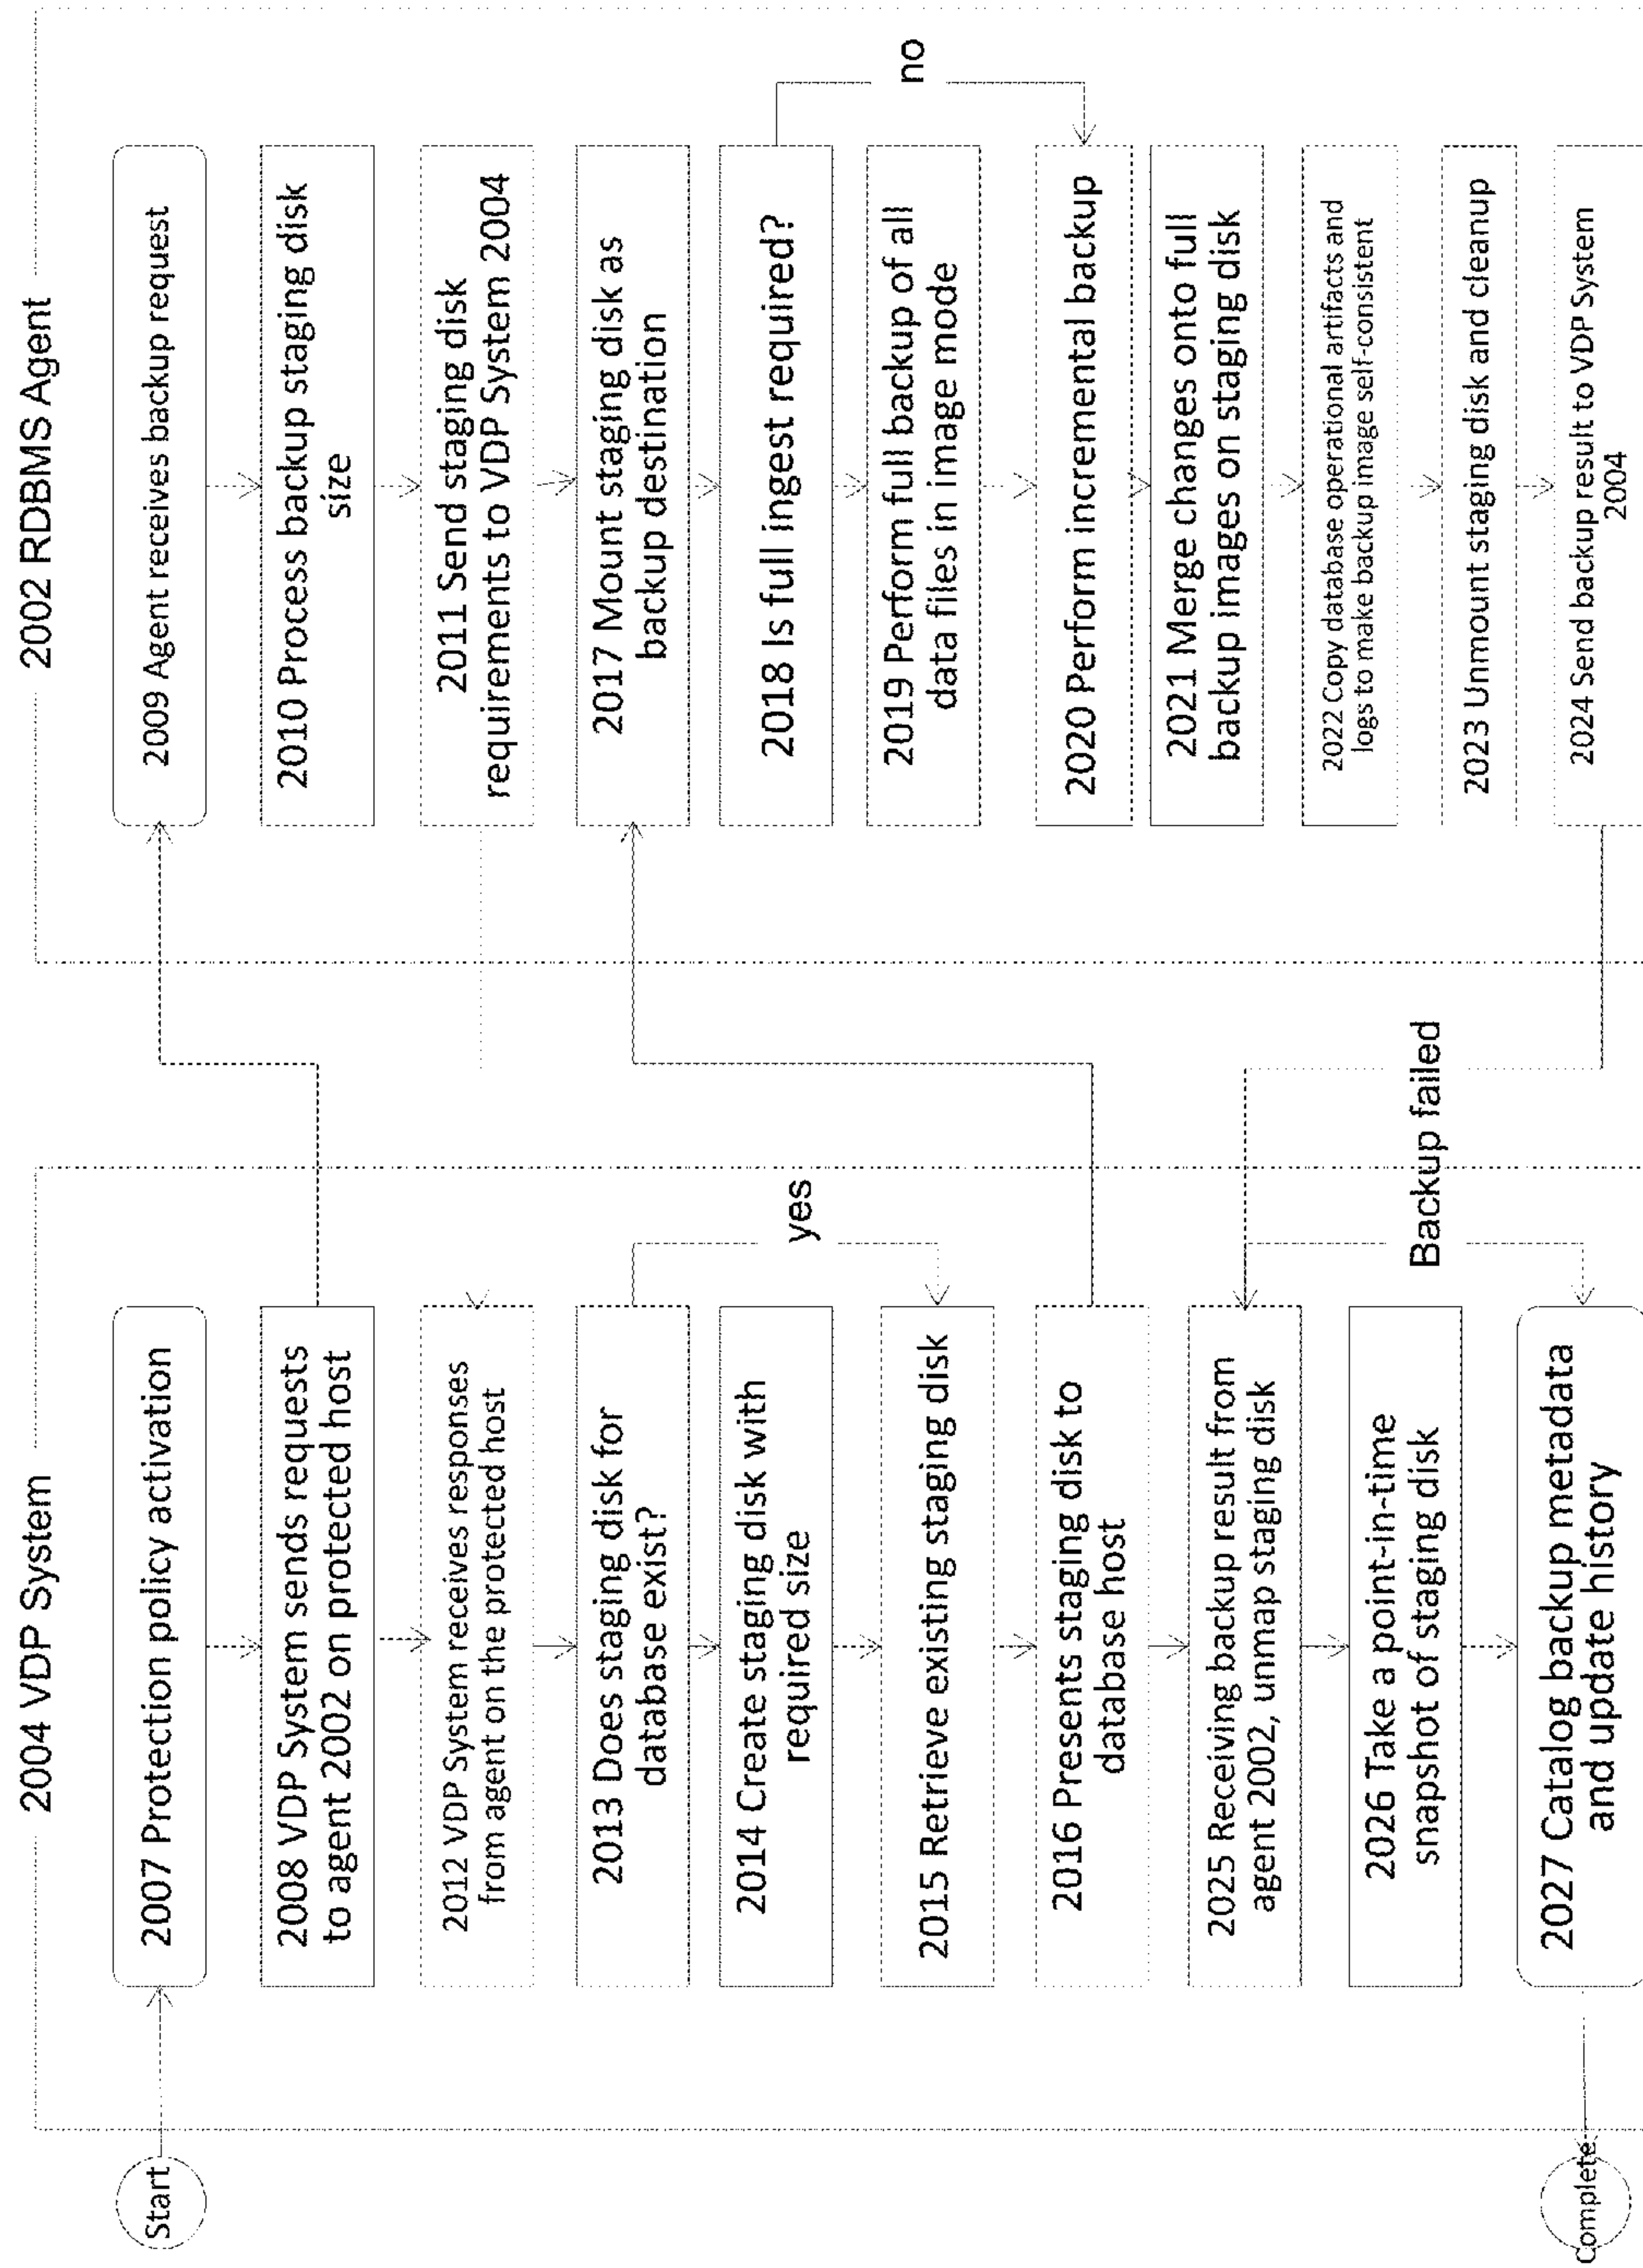 2004 VDP System
Start
2007 Protection policy activation
2008 VDP System sends requests
to agent 2002 on protected host
2012 VDP System receives responses
from agent on the protected host
2013 Does staging disk for
database exist?
yes
2014 Create staging disk with
required size
2015 Retrieve existing staging disk
2016 Presents staging disk to
database host
2025 Receiving backup result from
agent 2002, unmap staging disk
Backup failed
2026 Take a point-in-time
snapshot of staging disk
2027 Catalog backup metadata
and update history
Complete
2002 RDBMS Agent
2009 Agent receives backup request
2010 Process backup staging disk
size
2011 Send staging disk
requirements to VDP System 2004
2017 Mount staging disk as
backup destination
2018 Is full ingest required?
no
2019 Perform full backup of all
data files in image mode
2020 Perform incremental backup
2021 Merge changes onto full
backup images on staging disk
2022 Copy database operational artifacts and
logs to make backup image self-consistent
2023 Unmount staging disk and cleanup
2024 Send backup result to VDP System
2004